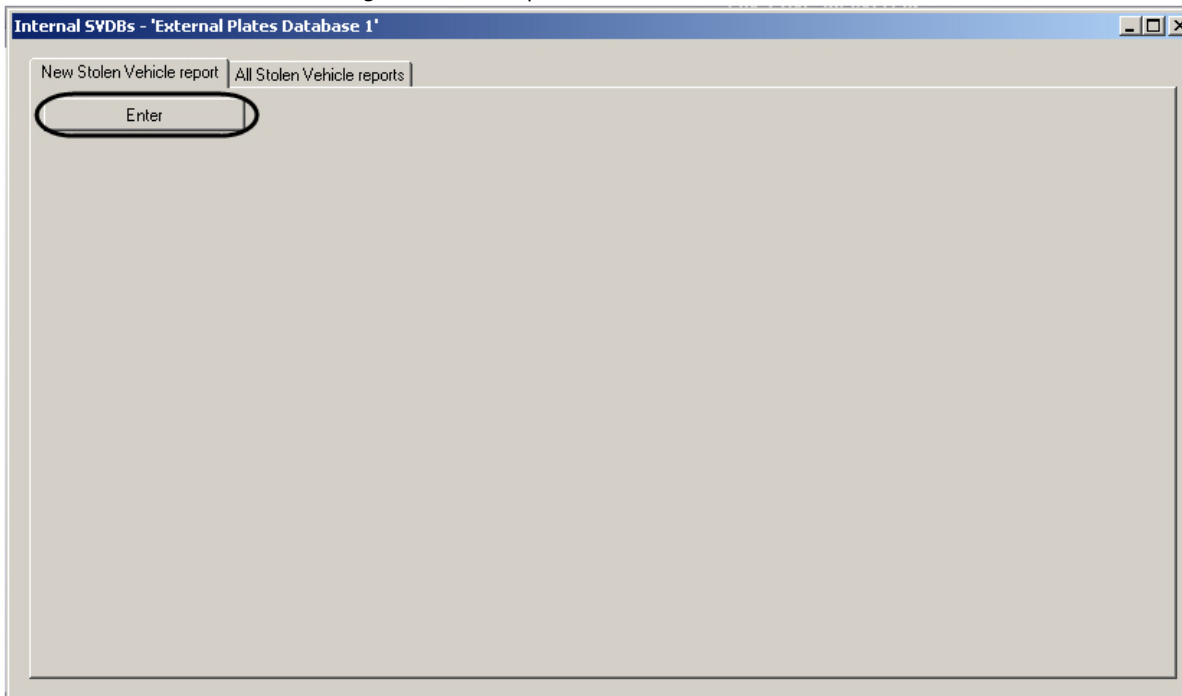 Internal SVDBs - 'External Plates Database 1'
New Stolen Vehicle report All Stolen Vehicle reports
Enter